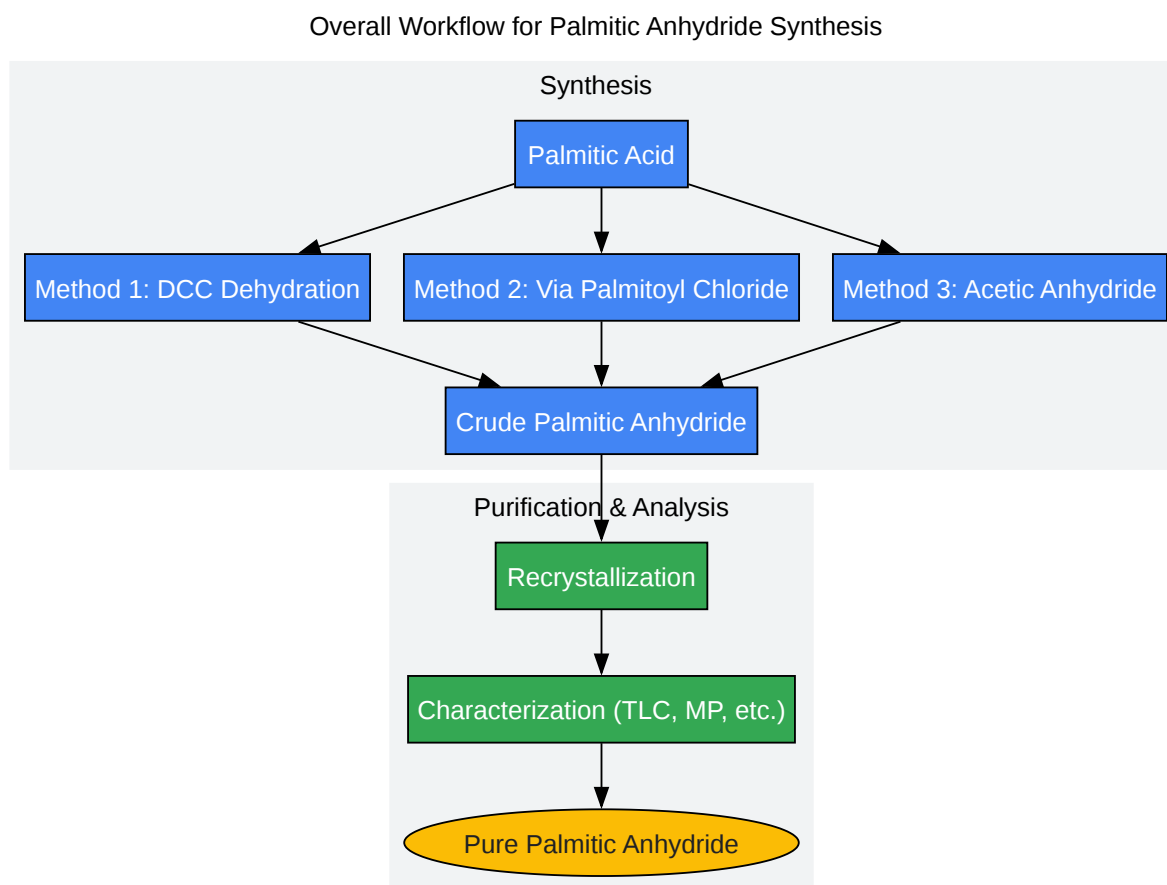 Overall Workflow for Palmitic Anhydride Synthesis
Synthesis
Palmitic Acid
Method 1: DCC Dehydration
Method 2: Via Palmitoyl Chloride
Method 3: Acetic Anhydride
Crude Palmitic Anhydride
Purification & Analysis
Recrystallization
Characterization (TLC, MP, etc.)
Pure Palmitic Anhydride